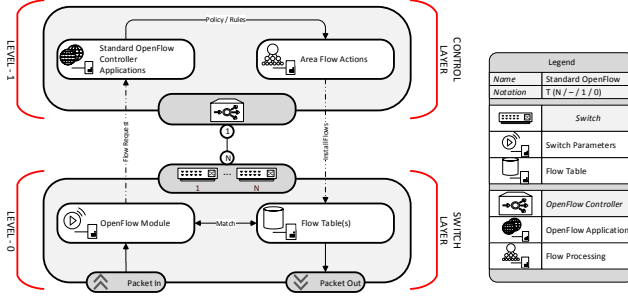 LEVEL - 1
Policy / Rules
Standard OpenFlow
Controller
Applications
Area Flow Actions
CONTROL
LAYER
1
N
Flow Request
InstallFlows
1
...
N
LEVEL - 0
OpenFlow Module
Match
Flow Table(s)
SWITCH
LAYER
Packet In
Packet Out
Legend
Name Standard OpenFlow
Notation T (N / – / 1 / 0)
Switch
Switch Parameters
Flow Table
OpenFlow Controller
OpenFlow Application
Flow Processing